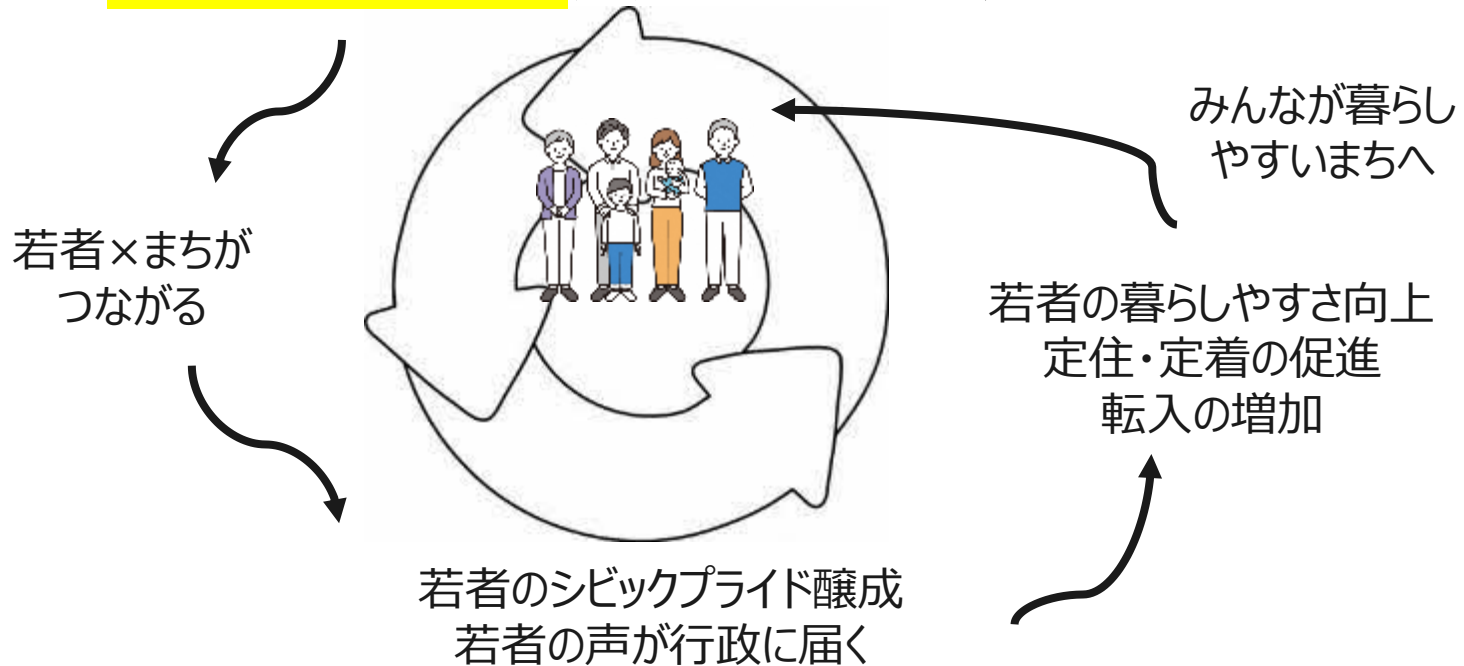 みんなが暮らし
やすいまちへ
若者×まちが
つながる
若者の暮らしやすさ向上
定住・定着の促進
転入の増加
若者のシビックプライド醸成
若者の声が行政に届く